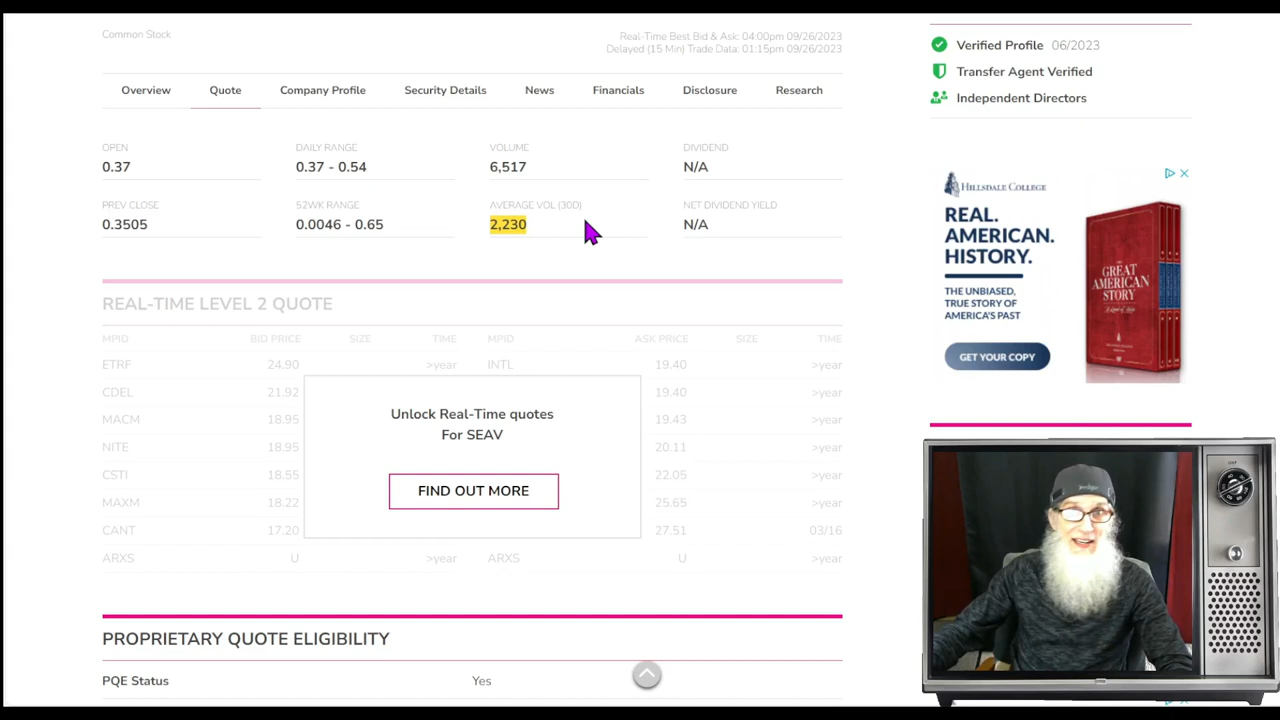 Common Stock
Real-Time Best Bid & Ask: 04:00pm 09/26/2023
Delayed (15 Min) Trade Data: 01:15pm 09/26/2023
Overview Quote Company Profile Security Details News Financials Disclosure Research
OPEN DAILY RANGE VOLUME DIVIDEND
0.37 0.37 - 0.54 6,517 N/A
PREV CLOSE 52WK RANGE AVERAGE VOL (30D) NET DIVIDEND YIELD
0.3505 0.0046 - 0.65 2,230 N/A
REAL-TIME LEVEL 2 QUOTE
MPID BID PRICE SIZE TIME MPID ASK PRICE SIZE TIME
ETRF 24.90 >year INTL 19.40 >year
CDEL 21.92 19.40 >year
MACM 18.95 19.43 >year
NITE 18.95 20.11 >year
CSTI 18.55 22.05 >year
MAXM 18.22 25.65 >year
CANT 17.20 27.51 03/16
ARXS U >year ARXS U >year
Unlock Real-Time quotes
For SEAV
FIND OUT MORE
PROPRIETARY QUOTE ELIGIBILITY
PQE Status Yes
Verified Profile 06/2023
Transfer Agent Verified
Independent Directors
HILLSDALE COLLEGE
REAL.
AMERICAN.
HISTORY.
THE UNBIASED,
TRUE STORY OF
AMERICA'S PAST
GET YOUR COPY
THE
GREAT
AMERICAN
STORY